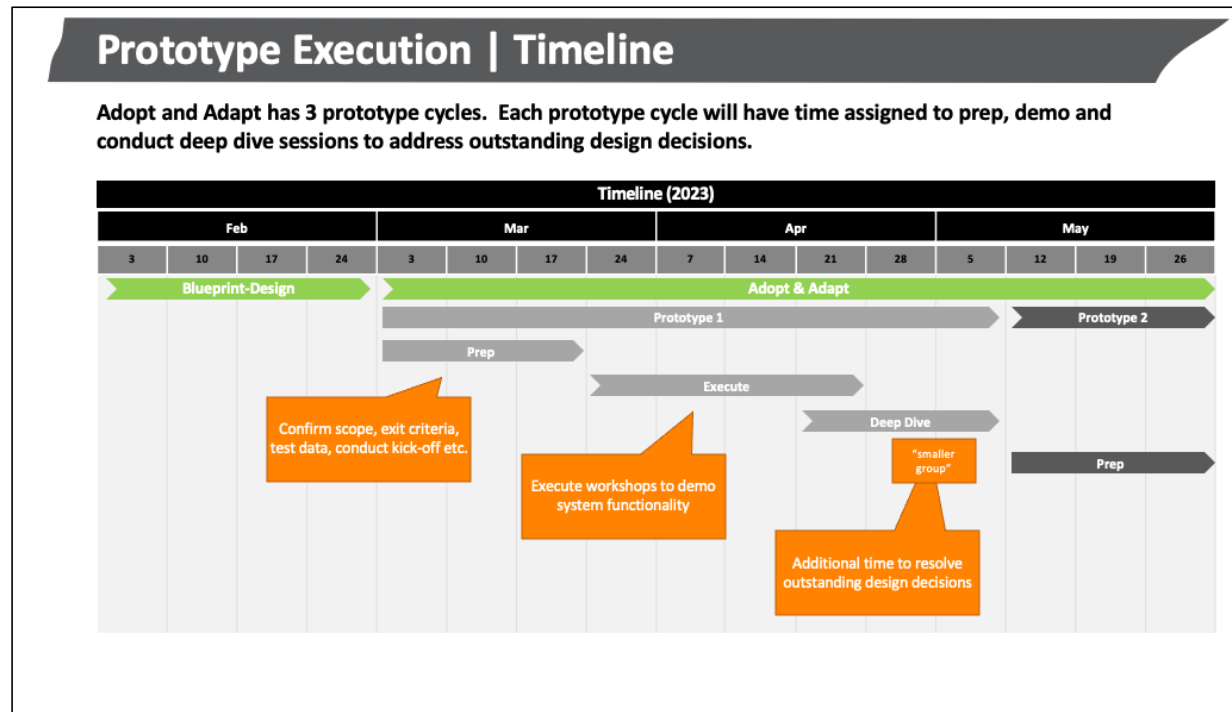 Prototype Execution | Timeline
Adopt and Adapt has 3 prototype cycles.  Each prototype cycle will have time assigned to prep, demo and
conduct deep dive sessions to address outstanding design decisions.
Timeline (2023)
Feb Mar Apr May
3 10 17 24 3 10 17 24 7 14 21 28 5 12 19 26
Blueprint-Design Adopt & Adapt
Prototype 1 Prototype 2
Prep
Execute
Deep Dive
Confirm scope, exit criteria,
test data, conduct kick-off etc.
"smaller
group"
Prep
Execute workshops to demo
system functionality
Additional time to resolve
outstanding design decisions